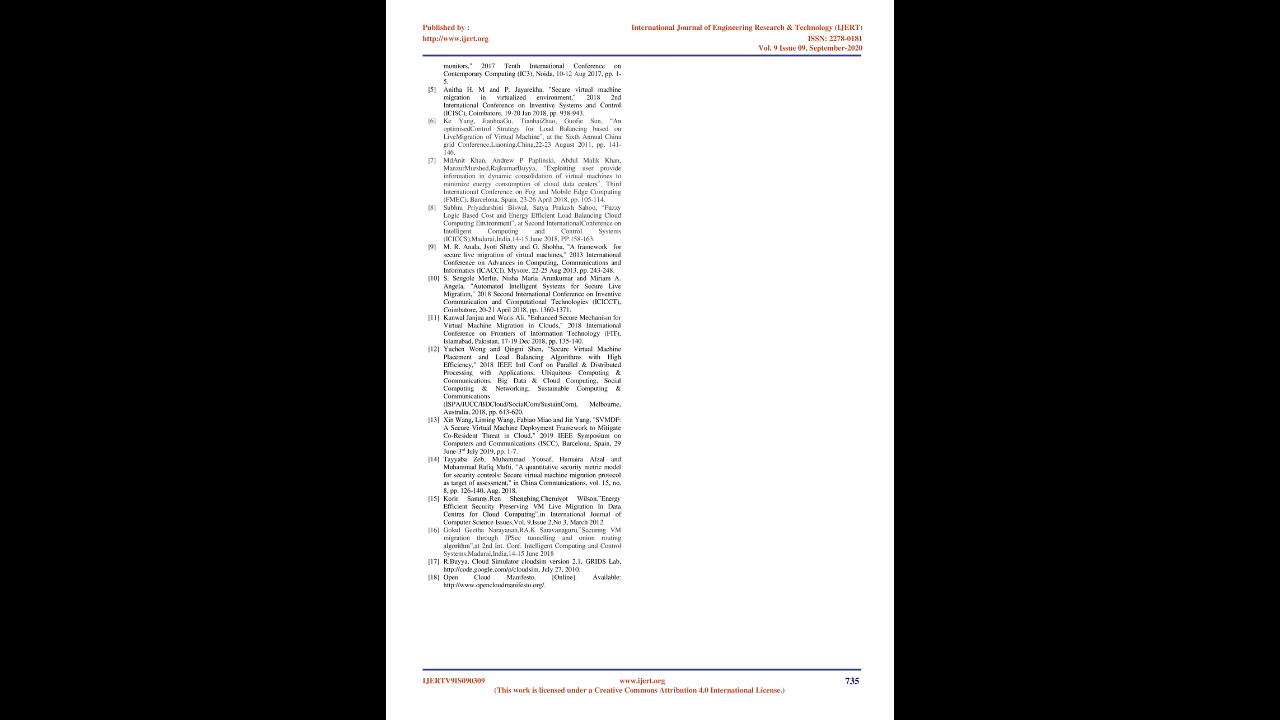 Published by :
International Journal of Engineering Research & Technology (IJERT)
http://www.ijert.org
ISSN: 2278-0181
Vol. 9 Issue 09, September-2020
monitors," 2017 Tenth International Conference on
Contemporary Computing (IC3), Noida, 10-12 Aug 2017, pp. 1-
5.
[5] Anitha H. M and P. Jayarekha, "Secure virtual machine
migration in virtualized environment," 2018 2nd
International Conference on Inventive Systems and Control
(ICISC), Coimbatore, 19-20 Jan 2018, pp. 938-943.
[6] Ke Yang, JianhuaGu, TianhaiZhao, Guofie Sun, "An
optimisedControl Strategy for Load Balancing based on
LiveMigration of Virtual Machine", at the Sixth Annual China
grid Conference,Liaoning,China,22-23 August 2011, pp. 141-
146.
[7] MdAnit Khan, Andrew P Paplinski, Abdul Malik Khan,
ManzurMurshed,RajkumarBuyya, "Exploiting user provide
information in dynamic consolidation of virtual machines to
minimize energy consumption of cloud data centers", Third
International Conference on Fog and Mobile Edge Computing
(FMEC), Barcelona, Spain, 23-26 April 2018, pp. 105-114.
[8] Subhra Priyadarshini Biswal, Satya Prakash Sahoo, "Fuzzy
Logic Based Cost and Energy Efficient Load Balancing Cloud
Computing Environment", at Second InternationalConference on
Intelligent Computing and Control Systems
(ICICCS),Madurai,India,14-15 June 2018, PP.158-163.
[9] M. R. Anala, Jyoti Shetty and G. Shobha, "A framework for
secure live migration of virtual machines," 2013 International
Conference on Advances in Computing, Communications and
Informatics (ICACCI), Mysore, 22-25 Aug 2013, pp. 243-248.
[10] S. Sengole Merlin, Nisha Maria Arunkumar and Miriam A.
Angela, "Automated Intelligent Systems for Secure Live
Migration," 2018 Second International Conference on Inventive
Communication and Computational Technologies (ICICCT),
Coimbatore, 20-21 April 2018, pp. 1360-1371.
[11] Kanwal Janjua and Waris Ali, "Enhanced Secure Mechanism for
Virtual Machine Migration in Clouds," 2018 International
Conference on Frontiers of Information Technology (FIT),
Islamabad, Pakistan, 17-19 Dec 2018, pp. 135-140.
[12] Yuchen Wong and Qingni Shen, "Secure Virtual Machine
Placement and Load Balancing Algorithms with High
Efficiency," 2018 IEEE Intl Conf on Parallel & Distributed
Processing with Applications, Ubiquitous Computing &
Communications, Big Data & Cloud Computing, Social
Computing & Networking, Sustainable Computing &
Communications
(ISPA/IUCC/BDCloud/SocialCom/SustainCom), Melbourne,
Australia, 2018, pp. 613-620.
[13] Xin Wang, Liming Wang, Fabiao Miao and Jin Yang, "SVMDF:
A Secure Virtual Machine Deployment Framework to Mitigate
Co-Resident Threat in Cloud," 2019 IEEE Symposium on
Computers and Communications (ISCC), Barcelona, Spain, 29
June-3rd July 2019, pp. 1-7.
[14] Tayyaba Zeb, Muhammad Yousaf, Humaira Afzal and
Muhammad Rafiq Mufti, "A quantitative security metric model
for security controls: Secure virtual machine migration protocol
as target of assessment," in China Communications, vol. 15, no.
8, pp. 126-140, Aug. 2018.
[15] Korir Sammy,Ren Shengbing,Cheruiyot Wilson,"Energy
Efficient Security Preserving VM Live Migration In Data
Centres for Cloud Computing",in International Journal of
Computer Science Issues,Vol. 9,Issue 2,No 3, March 2012
[16] Gokul Geetha Narayanan,RA.K Saravanaguru,"Securing VM
migration through IPSec tunnelling and onion routing
algorithm",at 2nd Int. Conf. Intelligent Computing and Control
Systems,Madurai,India,14-15 June 2018
[17] R.Buyya, Cloud Simulator cloudsim version 2.1, GRIDS Lab,
http://code.google.com/p/cloudsim, July 27, 2010.
[18] Open Cloud Manifesto. [Online]. Available:
http://www.opencloudmanifesto.org/.
IJERTV9IS090309
www.ijert.org
735
(This work is licensed under a Creative Commons Attribution 4.0 International License.)